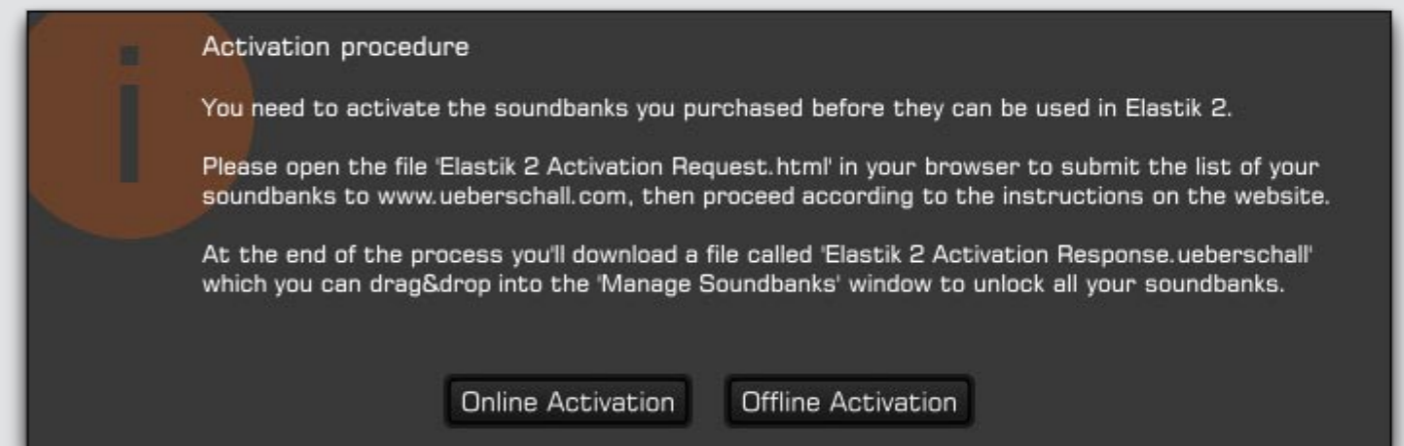 Activation procedure
You need to activate the soundbanks you purchased before they can be used in Elastik 2.
Please open the file 'Elastik 2 Activation Request.html' in your browser to submit the list of your
soundbanks to www.ueberschall.com, then proceed according to the instructions on the website.
At the end of the process you'll download a file called 'Elastik 2 Activation Response.ueberschall'
which you can drag&drop into the 'Manage Soundbanks' window to unlock all your soundbanks.
Online Activation Offline Activation